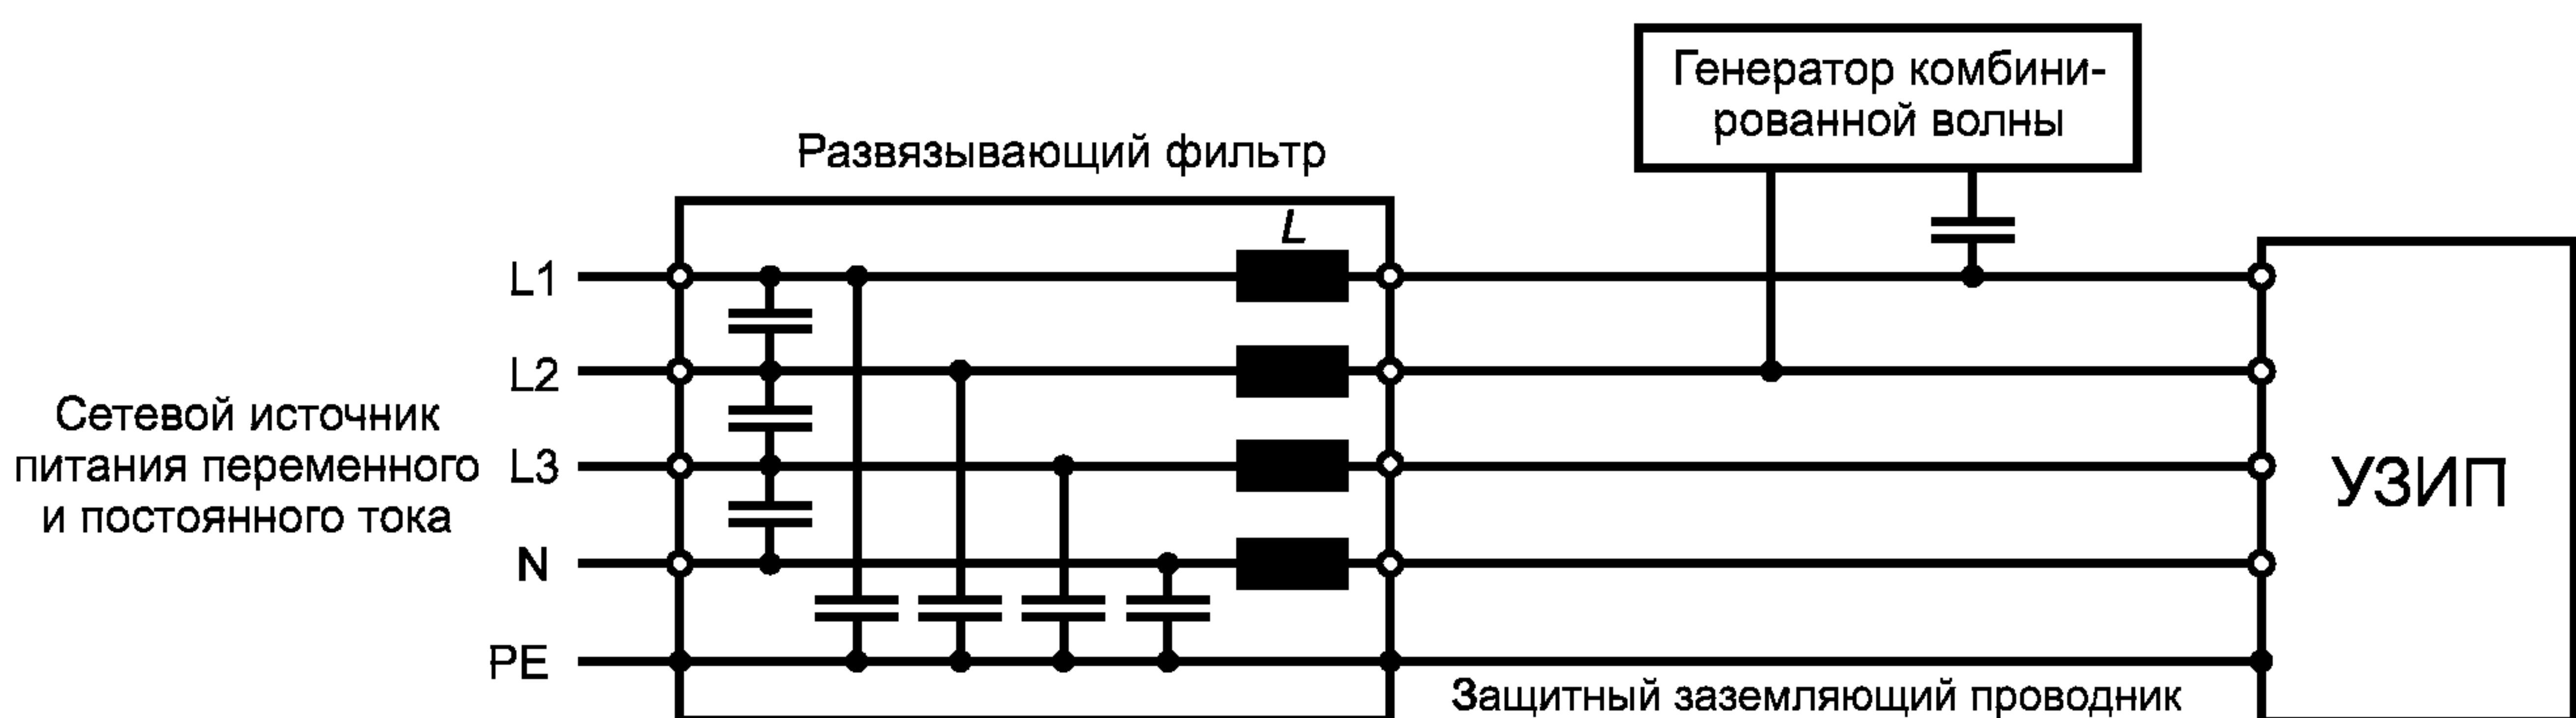 Генератор комбини-
рованной волны
Развязывающий фильтр
L
L1
L2
L3
N
PE
Сетевой источник
питания переменного
и постоянного тока
УЗИП
Защитный заземляющий проводник